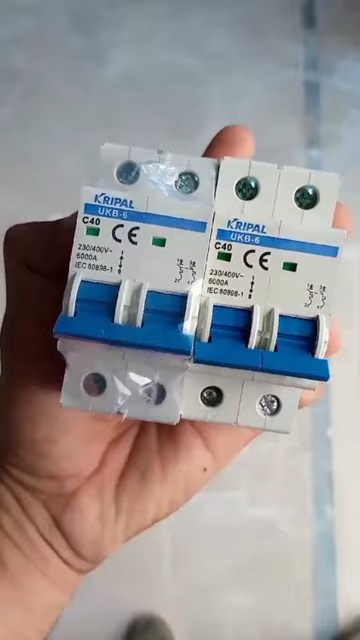 KRIPAL
UKB-6
C40
CE
230/400V~
6000A
IEC 60898-1
KRIPAL
UKB-6
C40
CE
230/400V~
6000A
IEC 60898-1